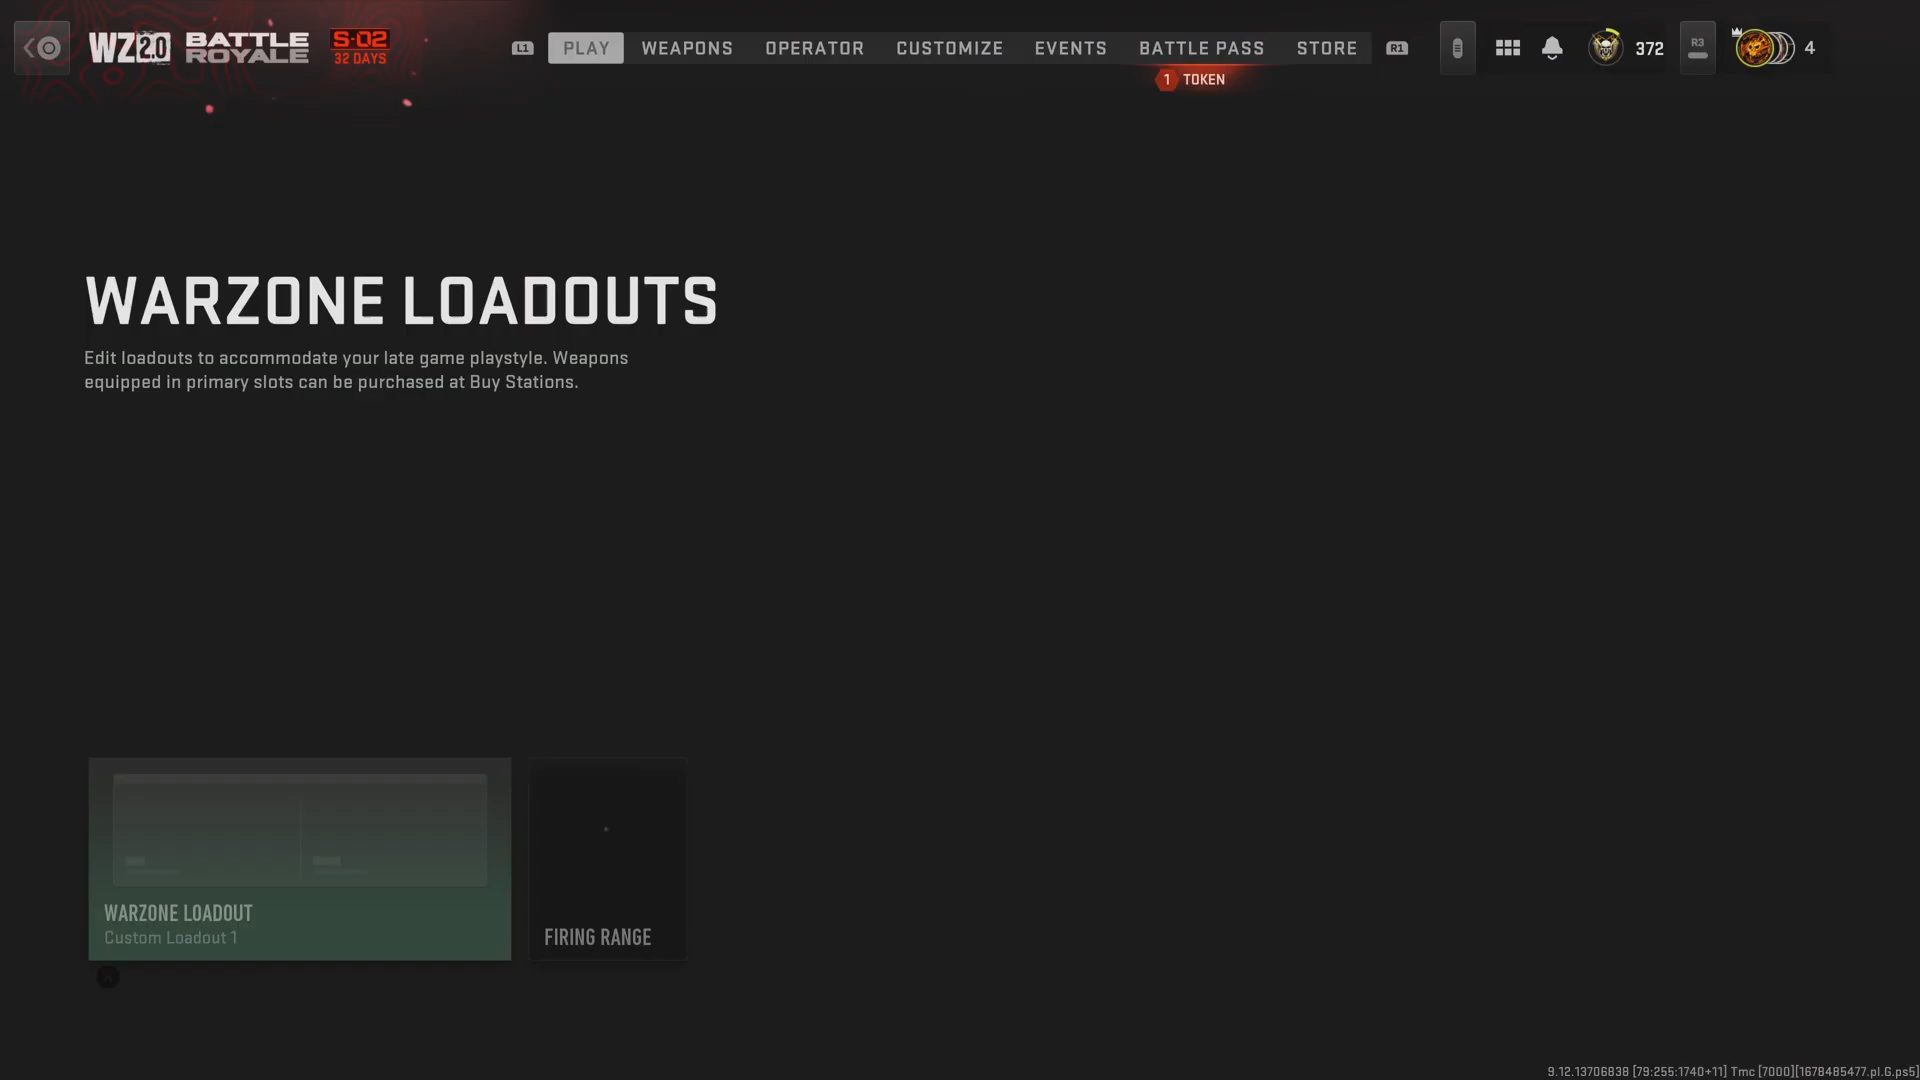 WZ2.0 BATTLE ROYALE S-02 32 DAYS
L1 PLAY WEAPONS OPERATOR CUSTOMIZE EVENTS BATTLE PASS STORE R1
372 R3 4
1 TOKEN
WARZONE LOADOUTS
Edit loadouts to accommodate your late game playstyle. Weapons
equipped in primary slots can be purchased at Buy Stations.
WARZONE LOADOUT
Custom Loadout 1
FIRING RANGE
9.12.13706838 [79:255:1740+11] Tmc [7000][1678485477.pl.G.ps5]